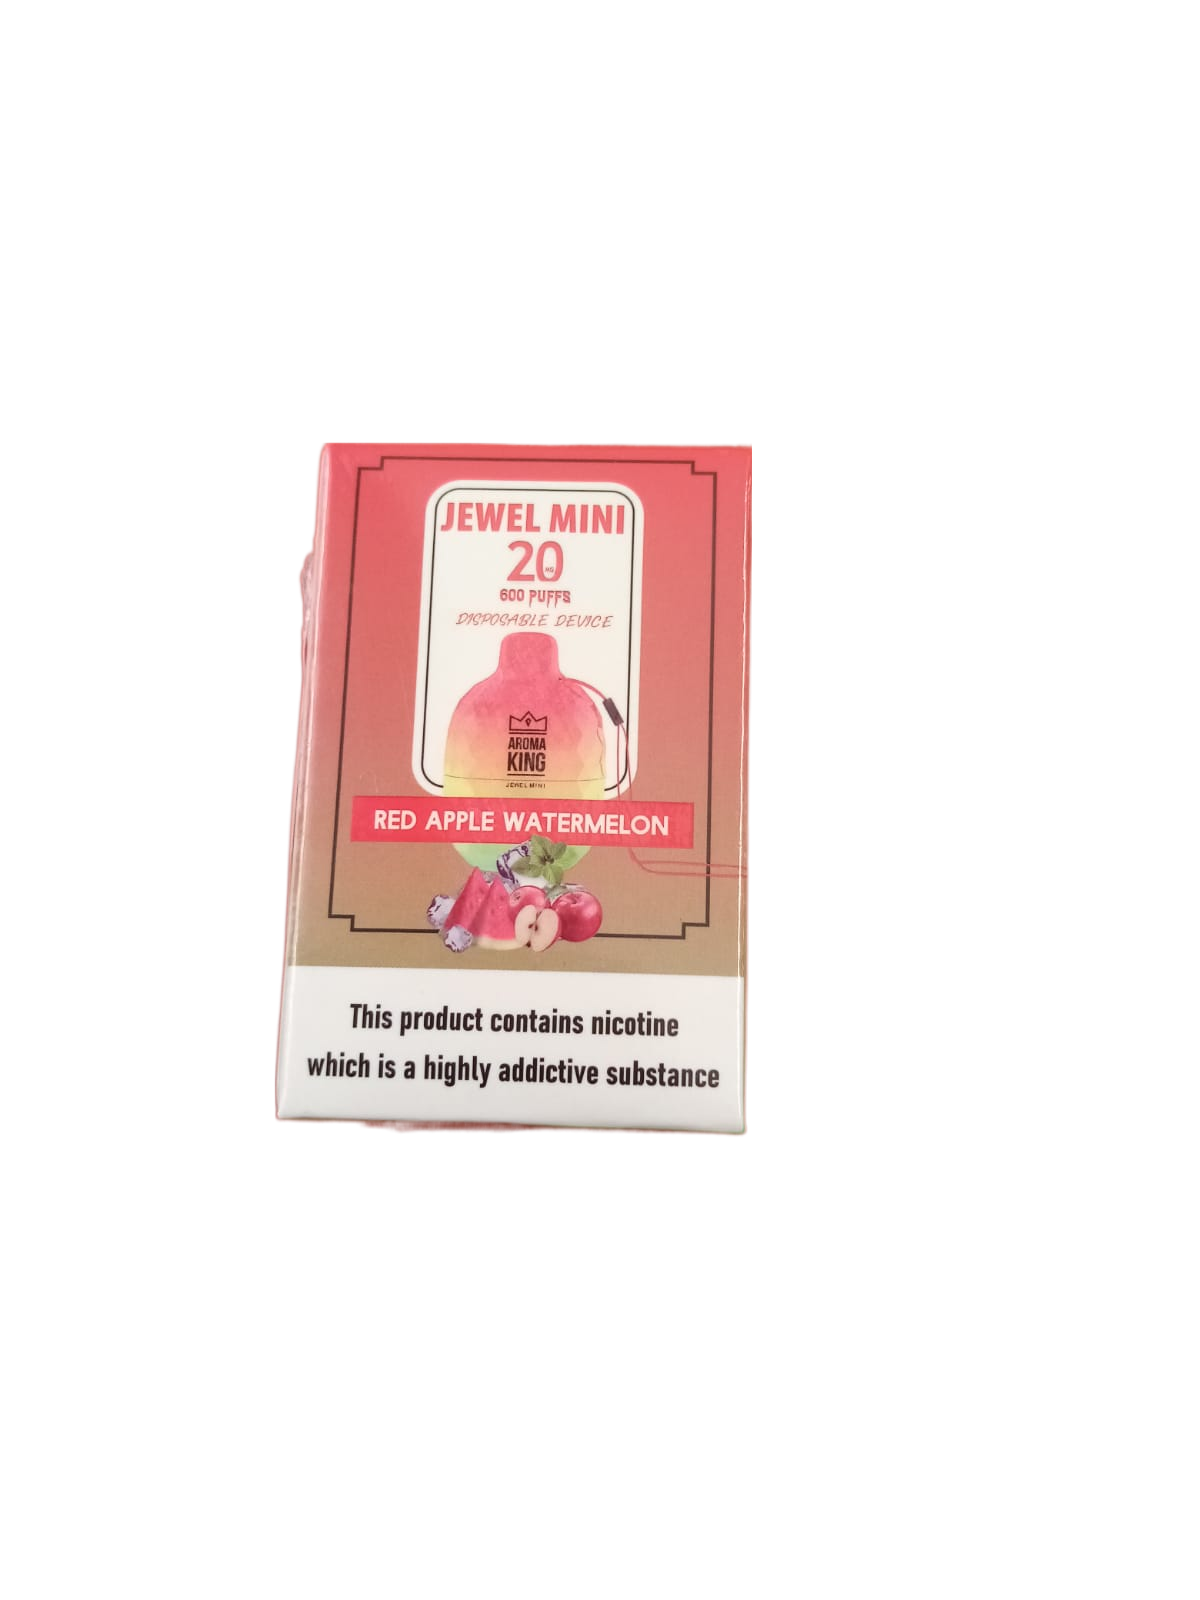 JEWEL MINI
20
MG
600 PUFFS
DISPOSABLE DEVICE
AROMA
KING
JEWEL MINI
RED APPLE WATERMELON
This product contains nicotine
which is a highly addictive substance